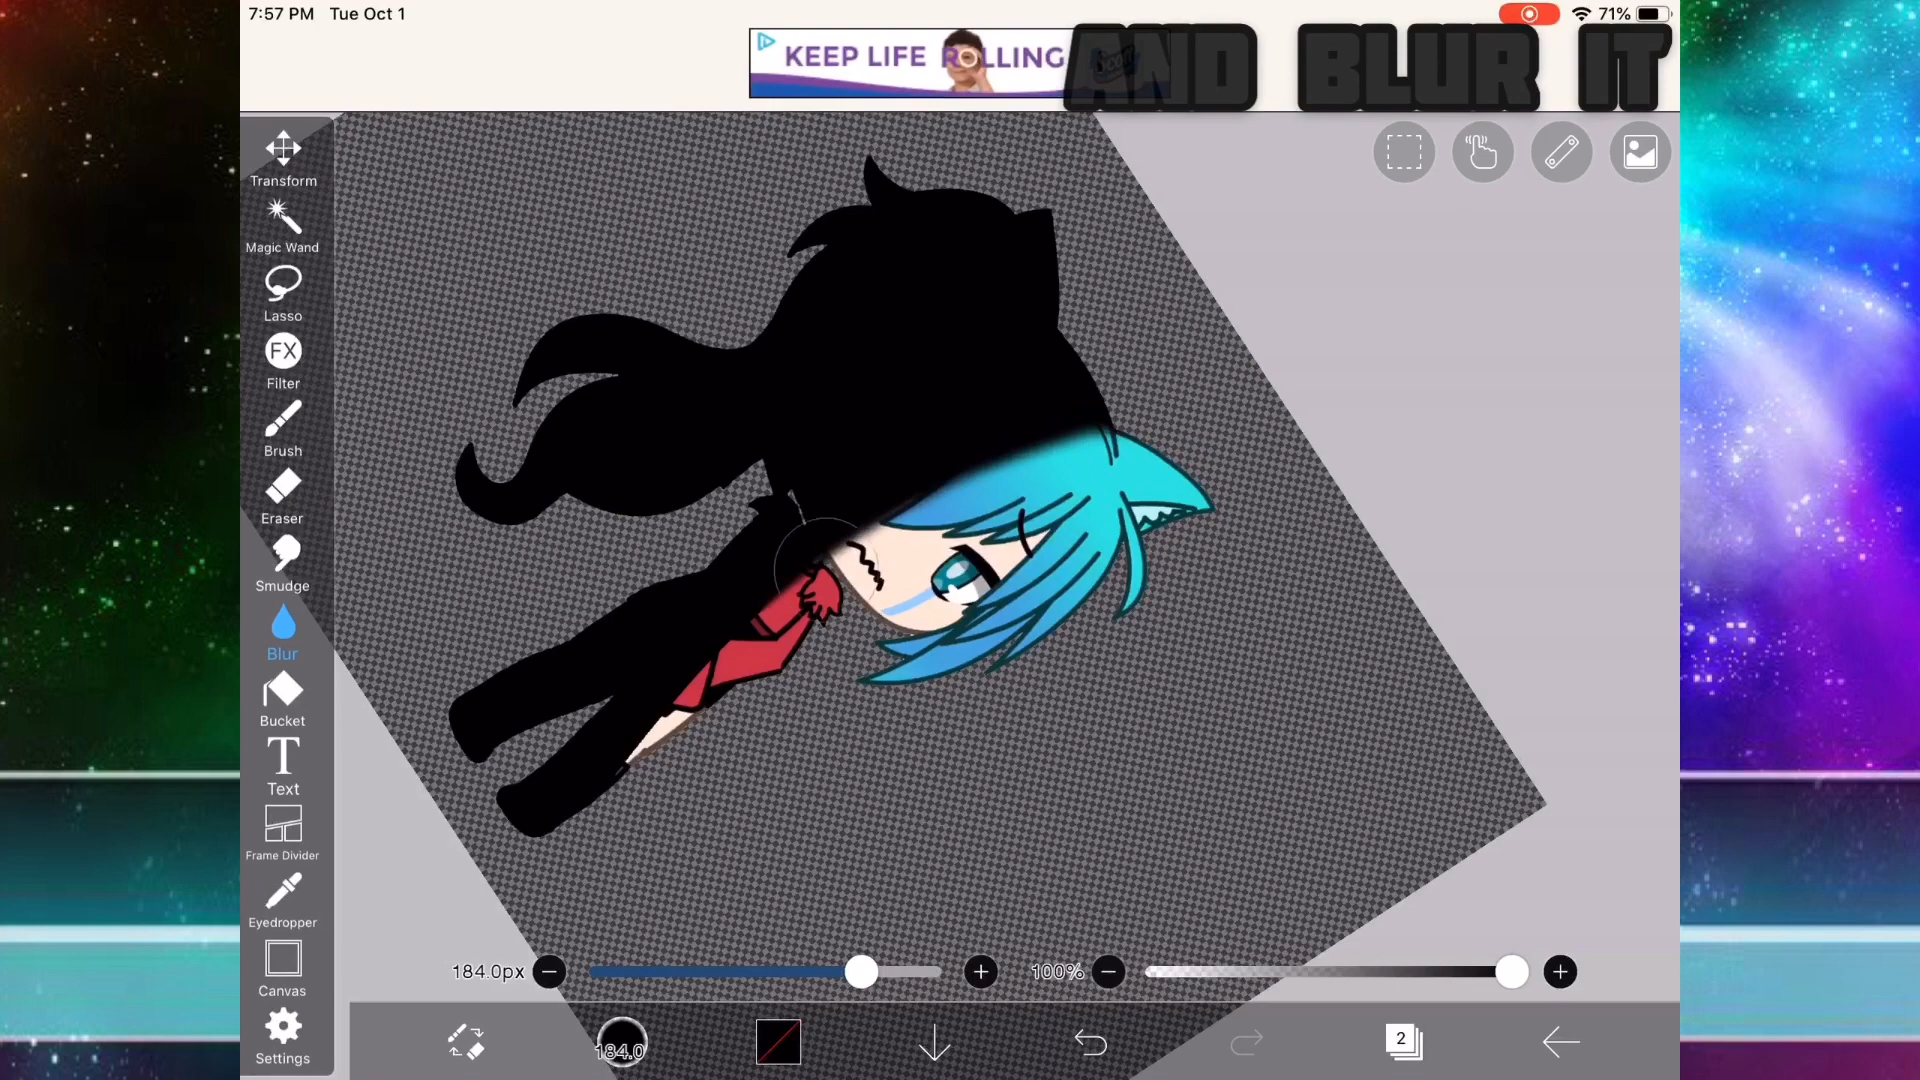 7:57 PM Tue Oct 1
71%
KEEP LIFE ROLLING
Scott
AND BLUR IT
Transform
Magic Wand
Lasso
FX
Filter
Brush
Eraser
Smudge
Blur
Bucket
T
Text
Frame Divider
Eyedropper
Canvas
Settings
184.0px
100%
184.0
2